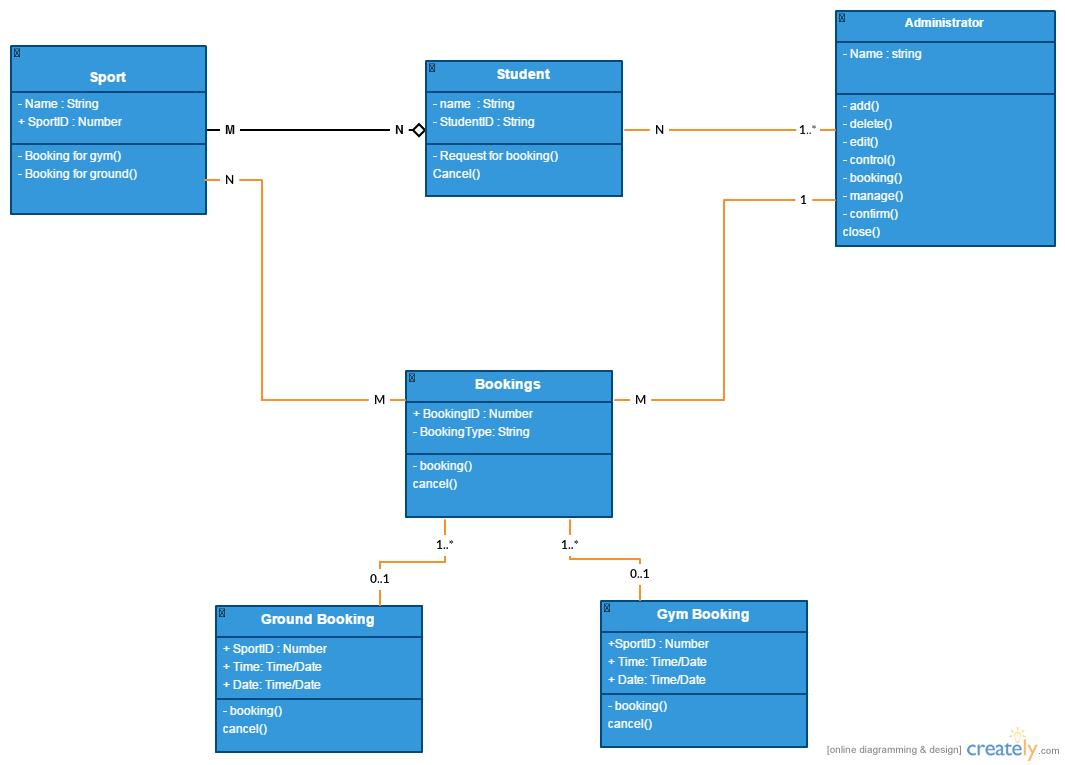 Sport
- Name : String
+ SportID : Number
- Booking for gym()
- Booking for ground()
Student
- name : String
- StudentID : String
- Request for booking()
Cancel()
Administrator
- Name : string
- add()
- delete()
- edit()
- control()
- booking()
- manage()
- confirm()
close()
M
N
N
1..*
N
M
1
M
Bookings
+ BookingID : Number
- BookingType: String
- booking()
cancel()
1..*
1..*
0..1
0..1
Ground Booking
+ SportID : Number
+ Time: Time/Date
+ Date: Time/Date
- booking()
cancel()
Gym Booking
+SportID : Number
+ Time: Time/Date
+ Date: Time/Date
- booking()
cancel()
[online diagramming & design] creately.com